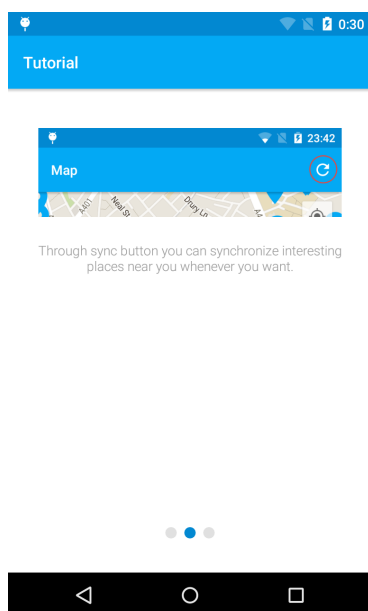 0:30
Tutorial
23:42
Map
A401
Neal St
Drury Ln
Through sync button you can synchronize interesting
places near you whenever you want.